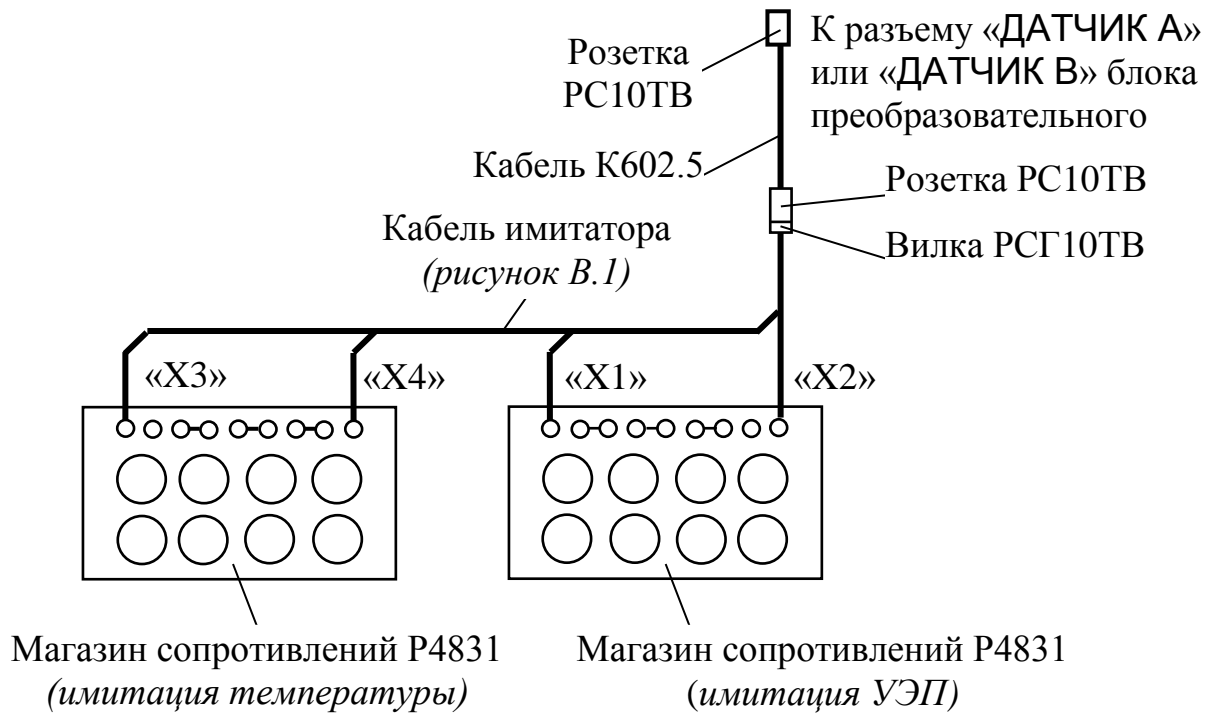 Розетка
РС10ТВ
К разъему «ДАТЧИК А»
или «ДАТЧИК В» блока
преобразовательного
Кабель К602.5
Розетка РС10ТВ
Вилка РСГ10ТВ
Кабель имитатора
(рисунок В.1)
«Х3»
«Х4»
«Х1»
«Х2»
Магазин сопротивлений Р4831
(имитация температуры)
Магазин сопротивлений Р4831
(имитация УЭП)